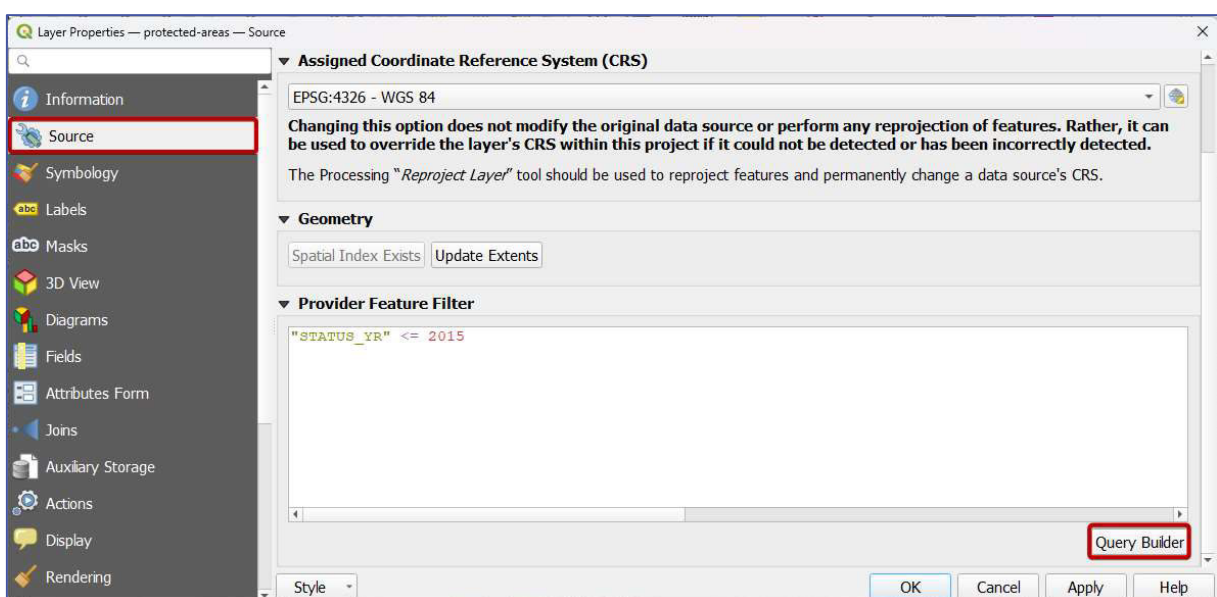 Layer Properties — protected-areas — Source
Information
Source
Symbology
abc Labels
abc Masks
3D View
Diagrams
Fields
Attributes Form
Joins
Auxiliary Storage
Actions
Display
Rendering
Assigned Coordinate Reference System (CRS)
EPSG:4326 - WGS 84
Changing this option does not modify the original data source or perform any reprojection of features. Rather, it can
be used to override the layer's CRS within this project if it could not be detected or has been incorrectly detected.
The Processing "Reproject Layer" tool should be used to reproject features and permanently change a data source's CRS.
Geometry
Spatial Index Exists Update Extents
Provider Feature Filter
"STATUS_YR" <= 2015
Query Builder
Style OK Cancel Apply Help